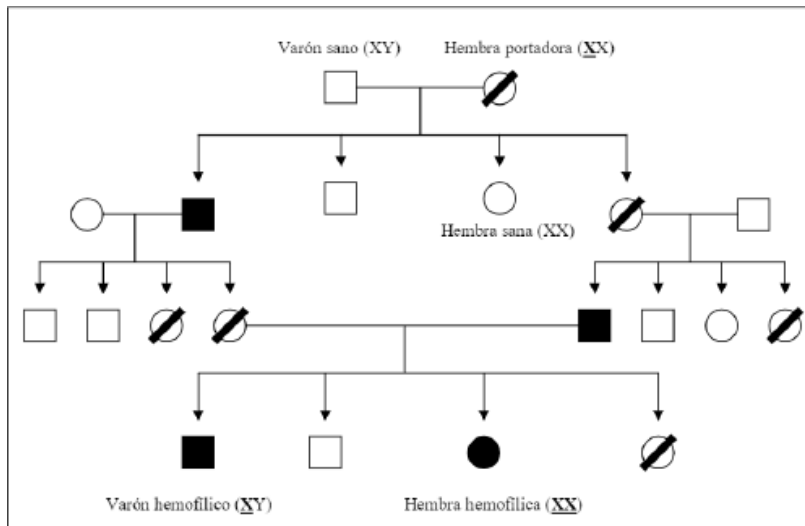 Varón sano (XY)
Hembra portadora (XX)
Hembra sana (XX)
Varón hemofílico (XY)
Hembra hemofílica (XX)